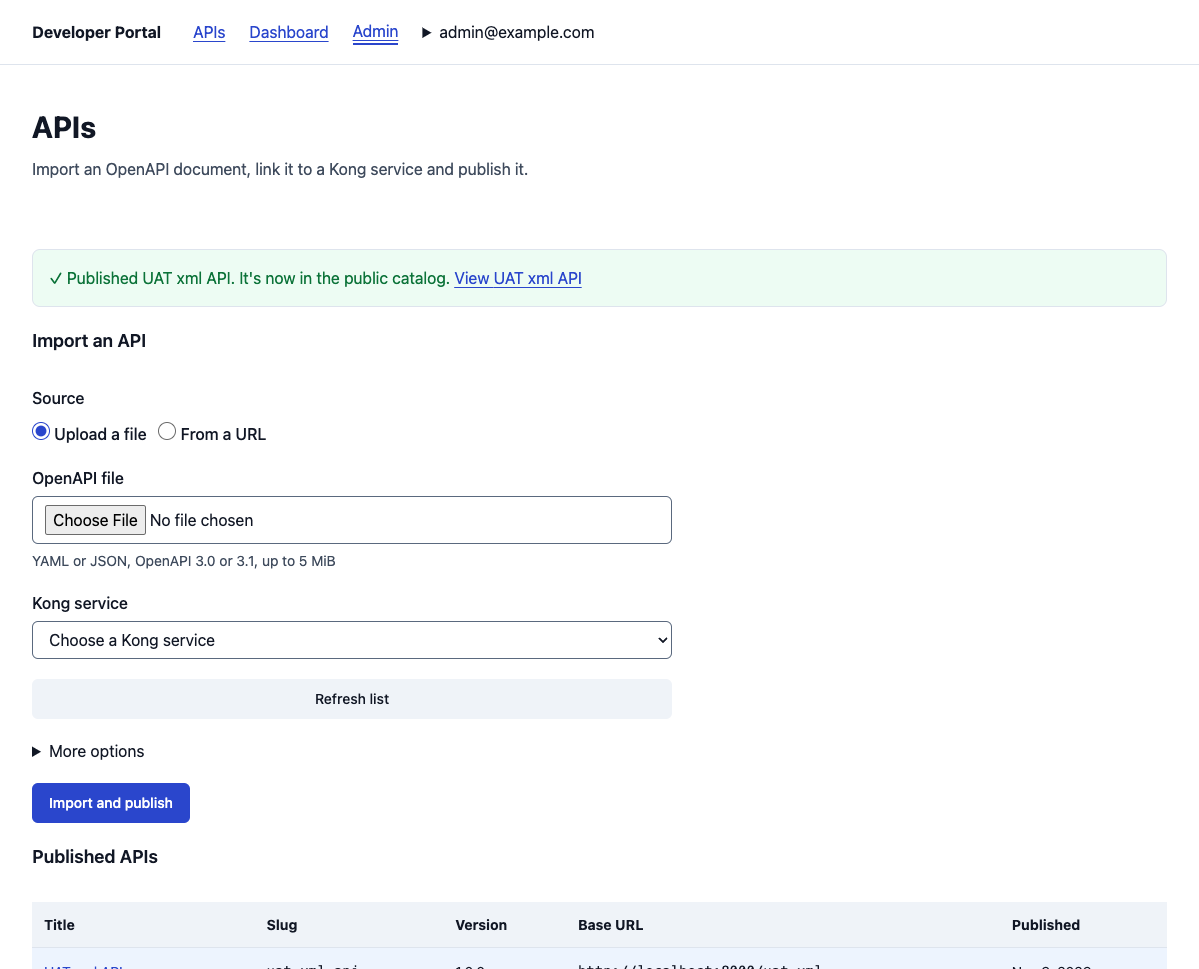 Developer Portal APIs Dashboard Admin ▶ admin@example.com
APIs
Import an OpenAPI document, link it to a Kong service and publish it.
✓ Published UAT xml API. It's now in the public catalog. View UAT xml API
Import an API
Source
Upload a file From a URL
OpenAPI file
Choose File No file chosen
YAML or JSON, OpenAPI 3.0 or 3.1, up to 5 MiB
Kong service
Choose a Kong service
Refresh list
▶ More options
Import and publish
Published APIs
Title Slug Version Base URL Published